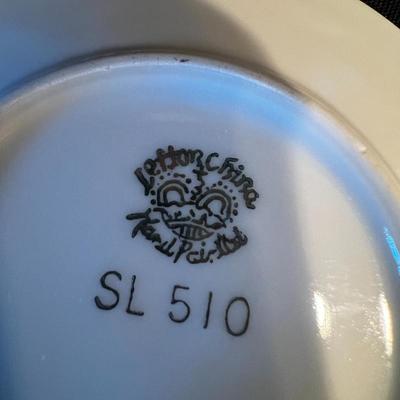 Lefton China
Hand Painted
SL 510